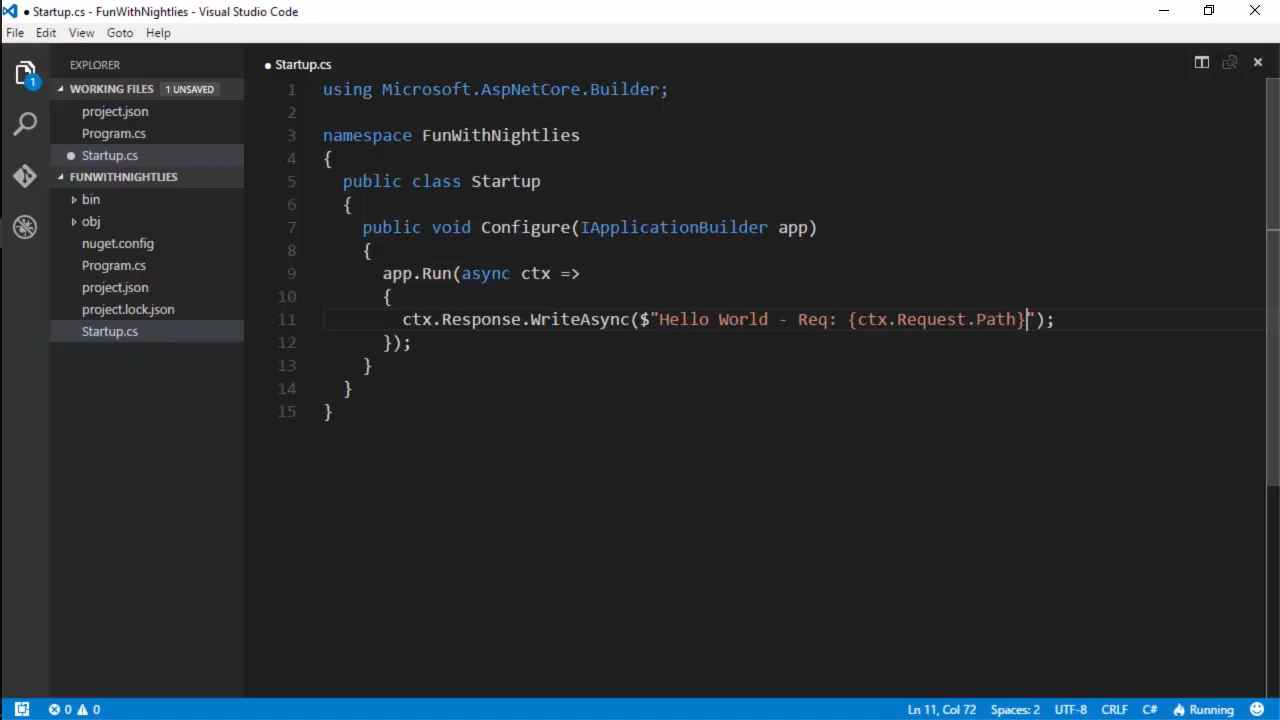 ● Startup.cs - FunWithNightlies - Visual Studio Code
File Edit View Goto Help
EXPLORER
WORKING FILES 1 UNSAVED
project.json
Program.cs
Startup.cs
FUNWITHNIGHTLIES
bin
obj
nuget.config
Program.cs
project.json
project.lock.json
Startup.cs
1
● Startup.cs
1 using Microsoft.AspNetCore.Builder;
2
3 namespace FunWithNightlies
4 {
5 public class Startup
6 {
7 public void Configure(IApplicationBuilder app)
8 {
9 app.Run(async ctx =>
10 {
11 ctx.Response.WriteAsync($"Hello World - Req: {ctx.Request.Path}");
12 });
13 }
14 }
15 }
0 0 Ln 11, Col 72 Spaces: 2 UTF-8 CRLF C# Running